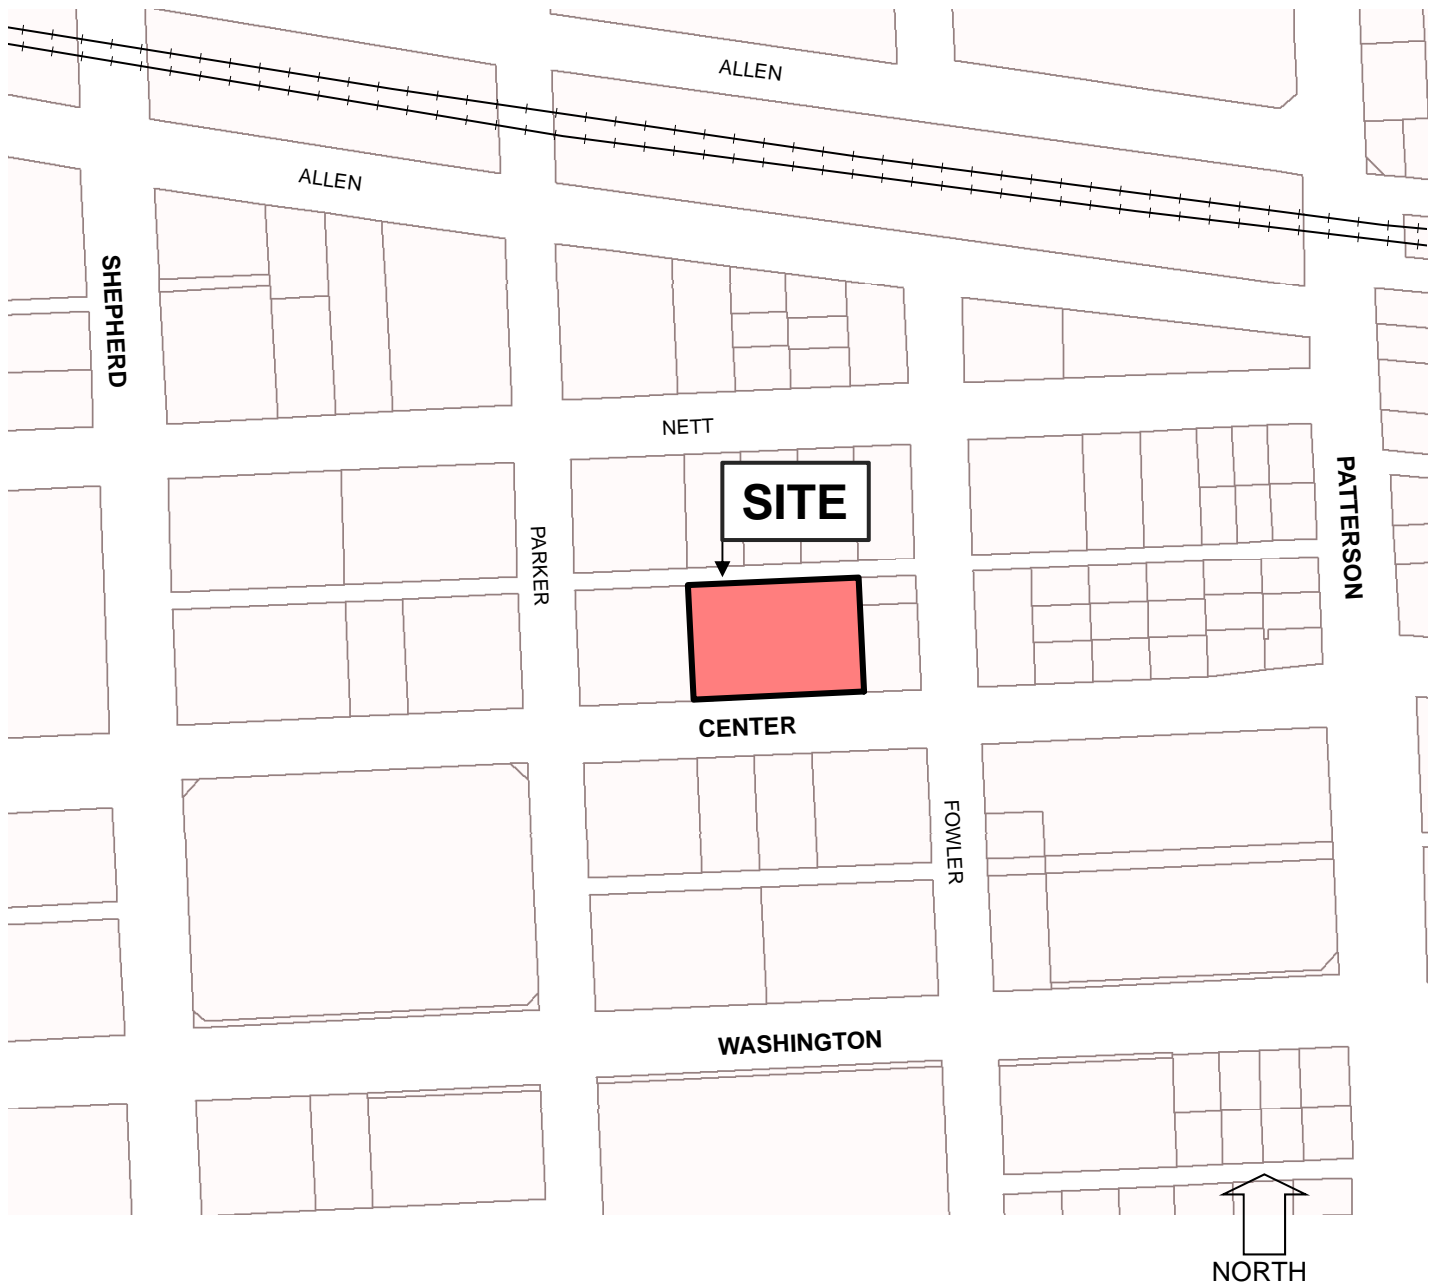 ALLEN
ALLEN
SHEPHERD
NETT
PATTERSON
SITE
PARKER
CENTER
FOWLER
WASHINGTON
NORTH